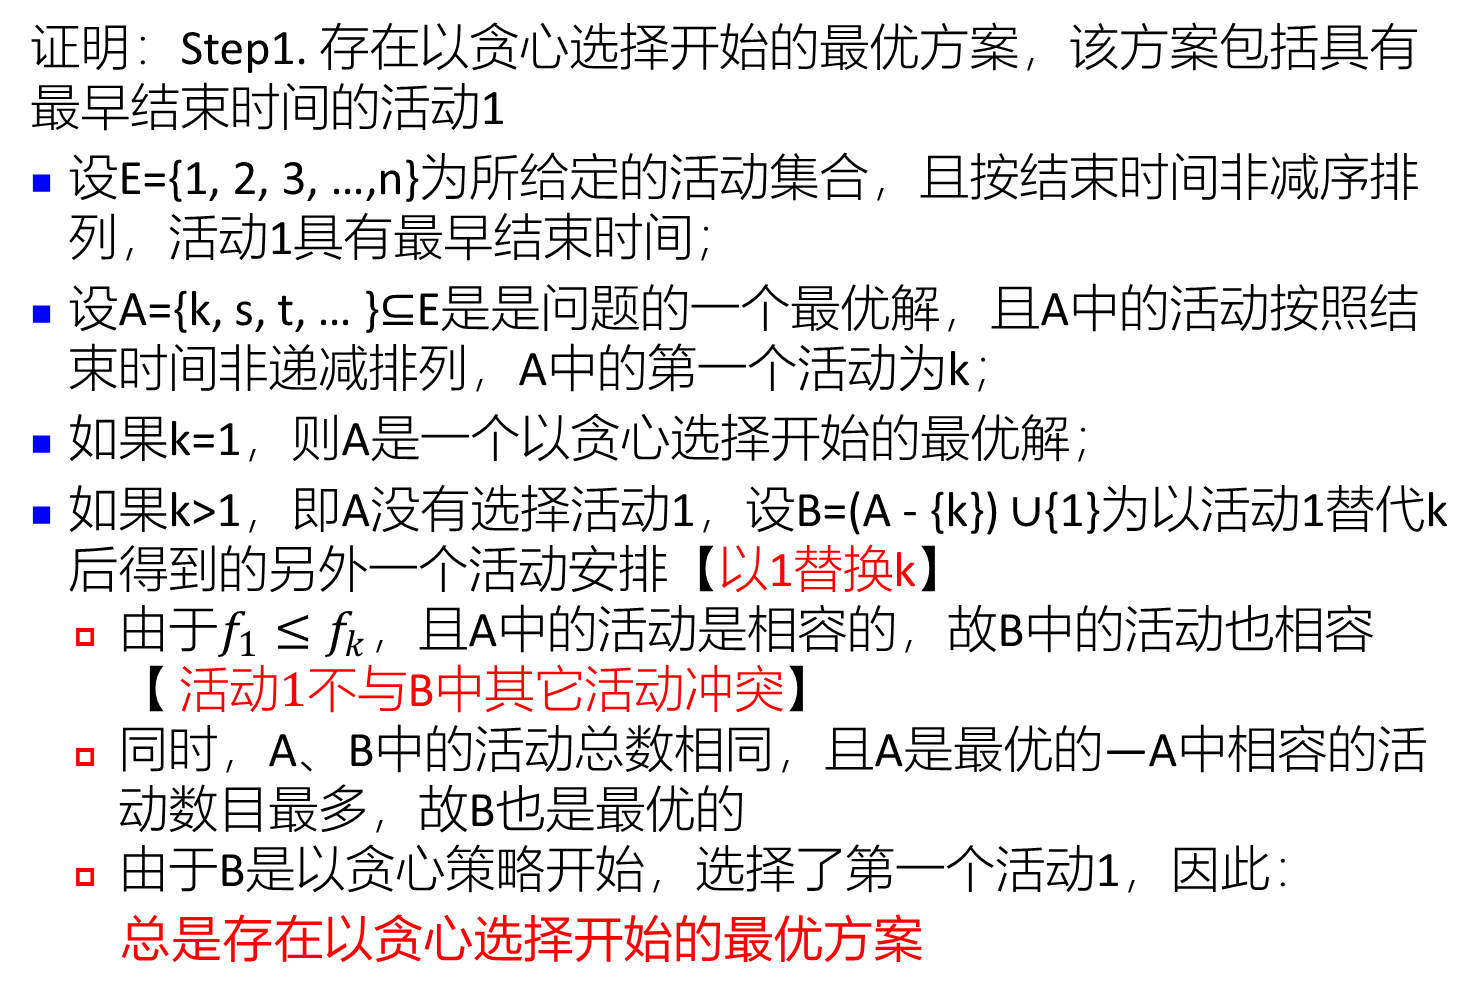 证明：Step1. 存在以贪心选择开始的最优方案，该方案包括具有
最早结束时间的活动1
设E={1, 2, 3, …,n}为所给定的活动集合，且按结束时间非减序排
列，活动1具有最早结束时间；
设A={k, s, t, … }⊆E是是问题的一个最优解，且A中的活动按照结
束时间非递减排列，A中的第一个活动为k；
如果k=1，则A是一个以贪心选择开始的最优解；
如果k>1，即A没有选择活动1，设B=(A - {k}) ∪{1}为以活动1替代k
后得到的另外一个活动安排【以1替换k】
由于f₁ ≤ fₖ，且A中的活动是相容的，故B中的活动也相容
【 活动1不与B中其它活动冲突】
同时，A、B中的活动总数相同，且A是最优的—A中相容的活
动数目最多，故B也是最优的
由于B是以贪心策略开始，选择了第一个活动1，因此：
总是存在以贪心选择开始的最优方案